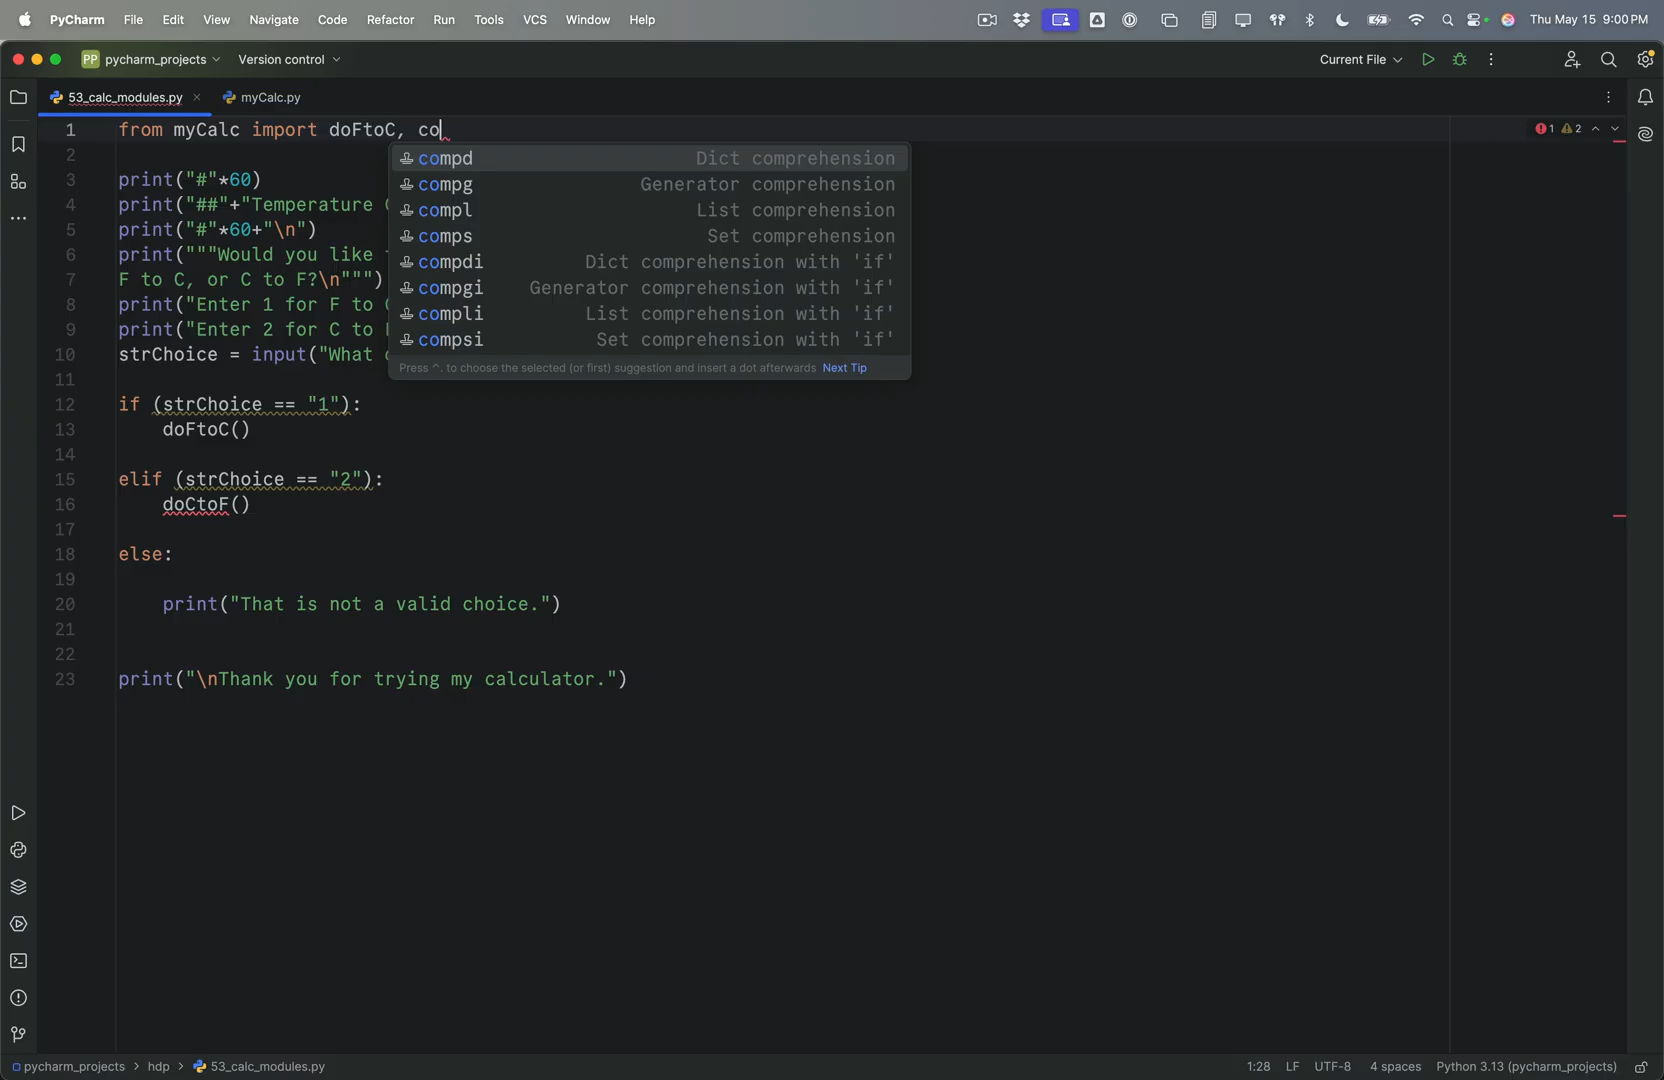 PyCharm File Edit View Navigate Code Refactor Run Tools VCS Window Help Thu May 15 9:00 PM
PP pycharm_projects Version control Current File
53_calc_modules.py myCalc.py
1 from myCalc import doFtoC, co 1 2
2
3 print("#"*60)
4 print("##"+"Temperature
5 print("#"*60+"\n")
6 print("""Would you like
7 F to C, or C to F?\n""")
8 print("Enter 1 for F to
9 print("Enter 2 for C to
10 strChoice = input("What
compd Dict comprehension
compg Generator comprehension
compl List comprehension
comps Set comprehension
compdi Dict comprehension with 'if'
compgi Generator comprehension with 'if'
compli List comprehension with 'if'
compsi Set comprehension with 'if'
Press ^. to choose the selected (or first) suggestion and insert a dot afterwards Next Tip
11
12 if (strChoice == "1"):
13 doFtoC()
14
15 elif (strChoice == "2"):
16 doCtoF()
17
18 else:
19
20 print("That is not a valid choice.")
21
22
23 print("\nThank you for trying my calculator.")
pycharm_projects > hdp > 53_calc_modules.py 1:28 LF UTF-8 4 spaces Python 3.13 (pycharm_projects)